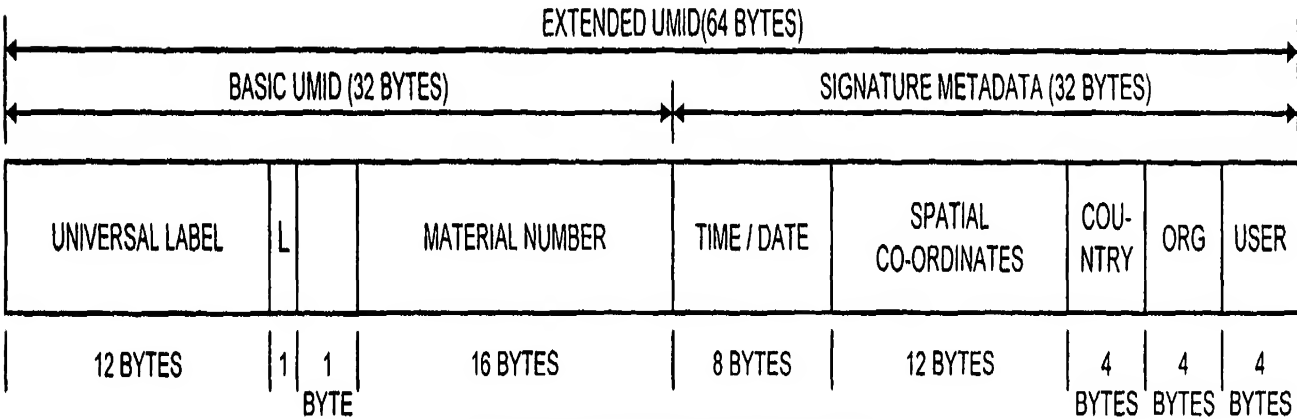 EXTENDED UMID(64 BYTES)
BASIC UMID (32 BYTES)
SIGNATURE METADATA (32 BYTES)
UNIVERSAL LABEL
L
MATERIAL NUMBER
TIME / DATE
SPATIAL
CO-ORDINATES
COU-
NTRY
ORG
USER
12 BYTES
1
1
BYTE
16 BYTES
8 BYTES
12 BYTES
4
BYTES
4
BYTES
4
BYTES